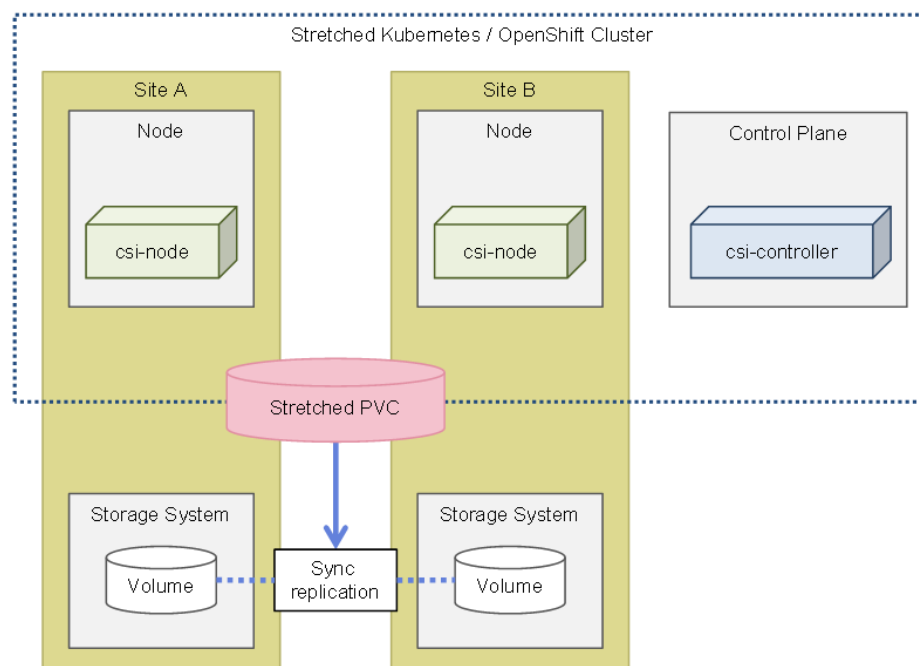 Stretched Kubernetes / OpenShift Cluster
Site A
Site B
Node
Node
Control Plane
csi-node
csi-node
csi-controller
Stretched PVC
Storage System
Storage System
Volume
Sync
replication
Volume